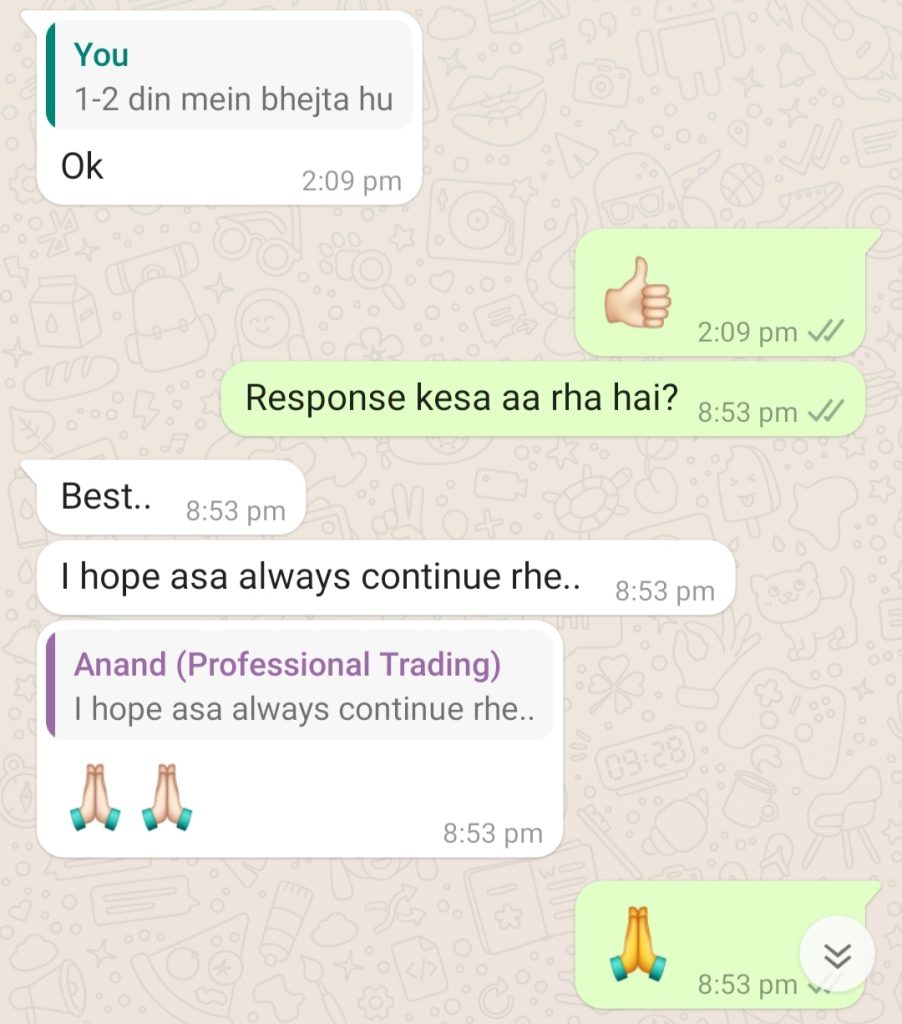 You
1-2 din mein bhejta hu
Ok
2:09 pm
👍🏻
2:09 pm
Response kesa aa rha hai?
8:53 pm
Best..
8:53 pm
I hope asa always continue rhe..
8:53 pm
Anand (Professional Trading)
I hope asa always continue rhe..
🙏🏻 🙏🏻
8:53 pm
🙏
8:53 pm